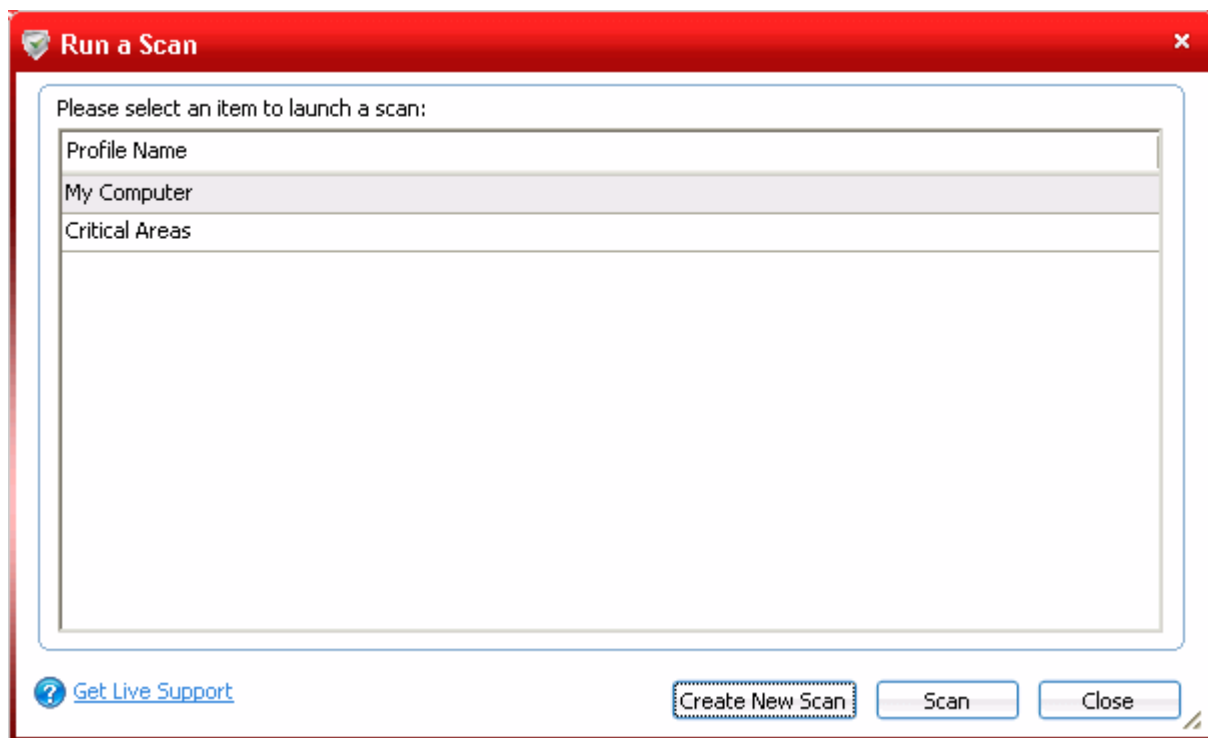 Run a Scan
Please select an item to launch a scan:
Profile Name
My Computer
Critical Areas
Get Live Support
Create New Scan
Scan
Close